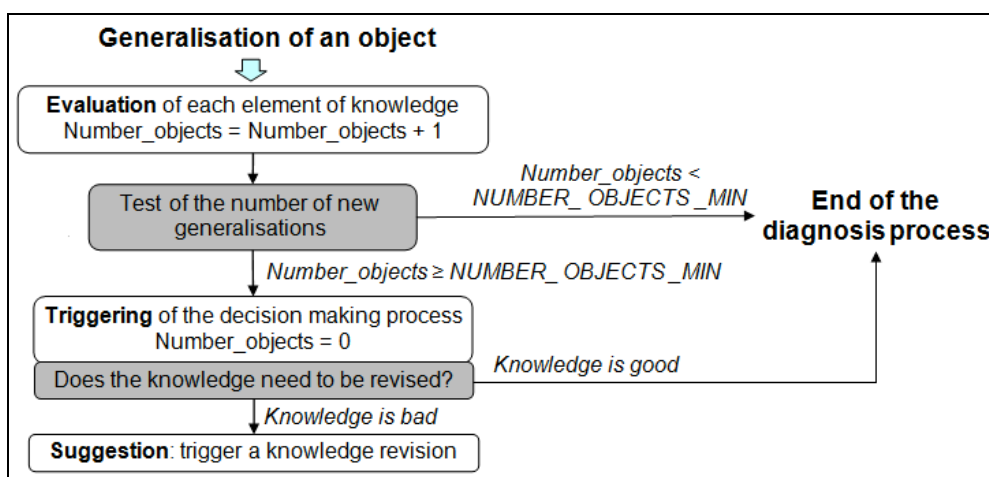 Generalisation of an object
Evaluation of each element of knowledge
Number_objects = Number_objects + 1
Test of the number of new
generalisations
Number_objects <
NUMBER_ OBJECTS _MIN
End of the
diagnosis process
Number_objects ≥ NUMBER_ OBJECTS _MIN
Triggering of the decision making process
Number_objects = 0
Does the knowledge need to be revised?
Knowledge is good
Knowledge is bad
Suggestion: trigger a knowledge revision